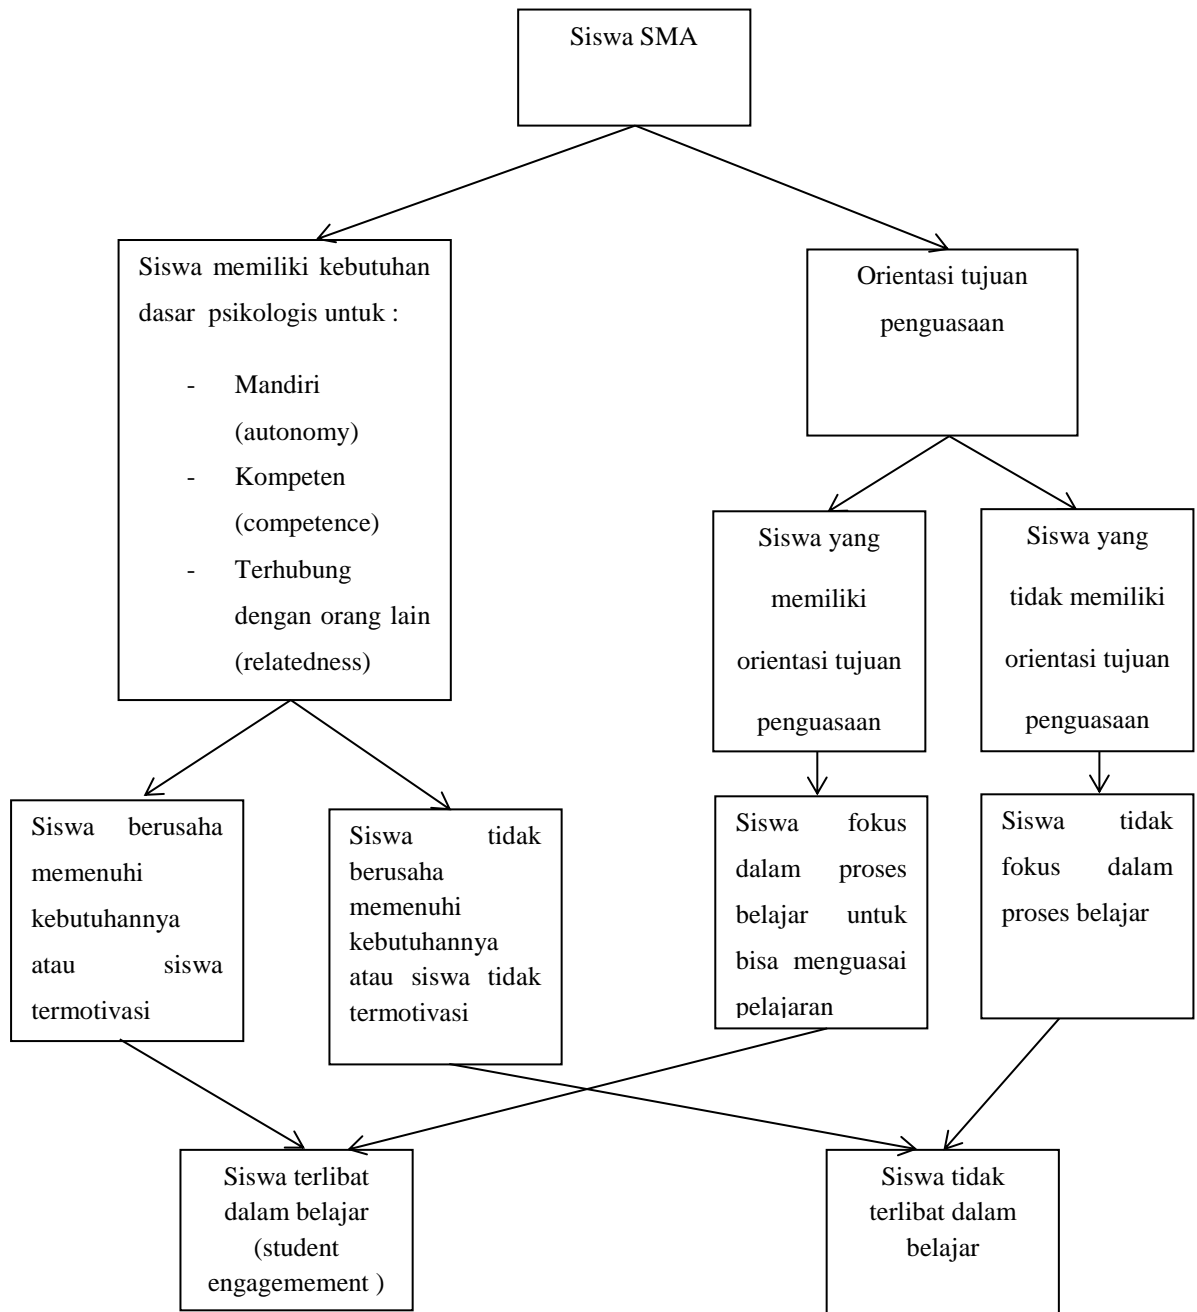 Siswa SMA
Siswa memiliki kebutuhan
dasar psikologis untuk :
- Mandiri
(autonomy)
- Kompeten
(competence)
- Terhubung
dengan orang lain
(relatedness)
Orientasi tujuan
penguasaan
Siswa yang
memiliki
orientasi tujuan
penguasaan
Siswa yang
tidak memiliki
orientasi tujuan
penguasaan
Siswa berusaha
memenuhi
kebutuhannya
atau siswa
termotivasi
Siswa tidak
berusaha
memenuhi
kebutuhannya
atau siswa tidak
termotivasi
Siswa fokus
dalam proses
belajar untuk
bisa menguasai
pelajaran
Siswa tidak
fokus dalam
proses belajar
Siswa terlibat
dalam belajar
(student
engagemement )
Siswa tidak
terlibat dalam
belajar